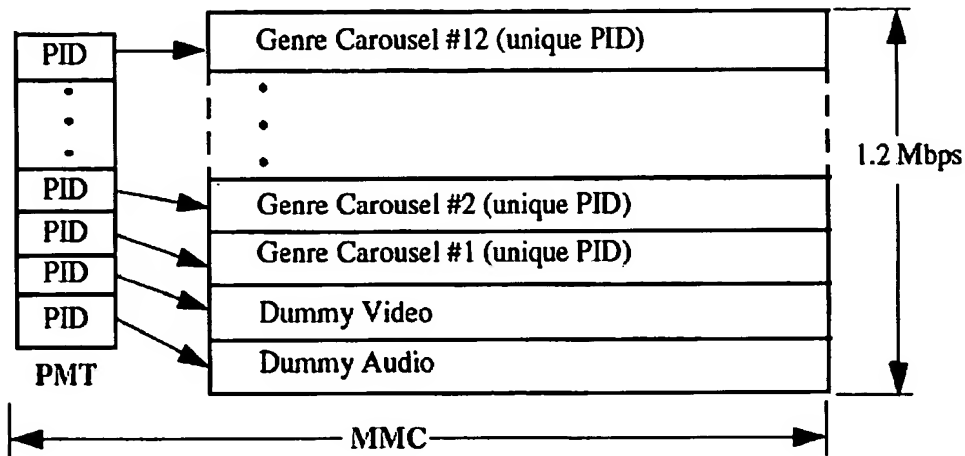 PID
Genre Carousel #12 (unique PID)
1.2 Mbps
PID
Genre Carousel #2 (unique PID)
PID
Genre Carousel #1 (unique PID)
PID
Dummy Video
PID
Dummy Audio
PMT
MMC